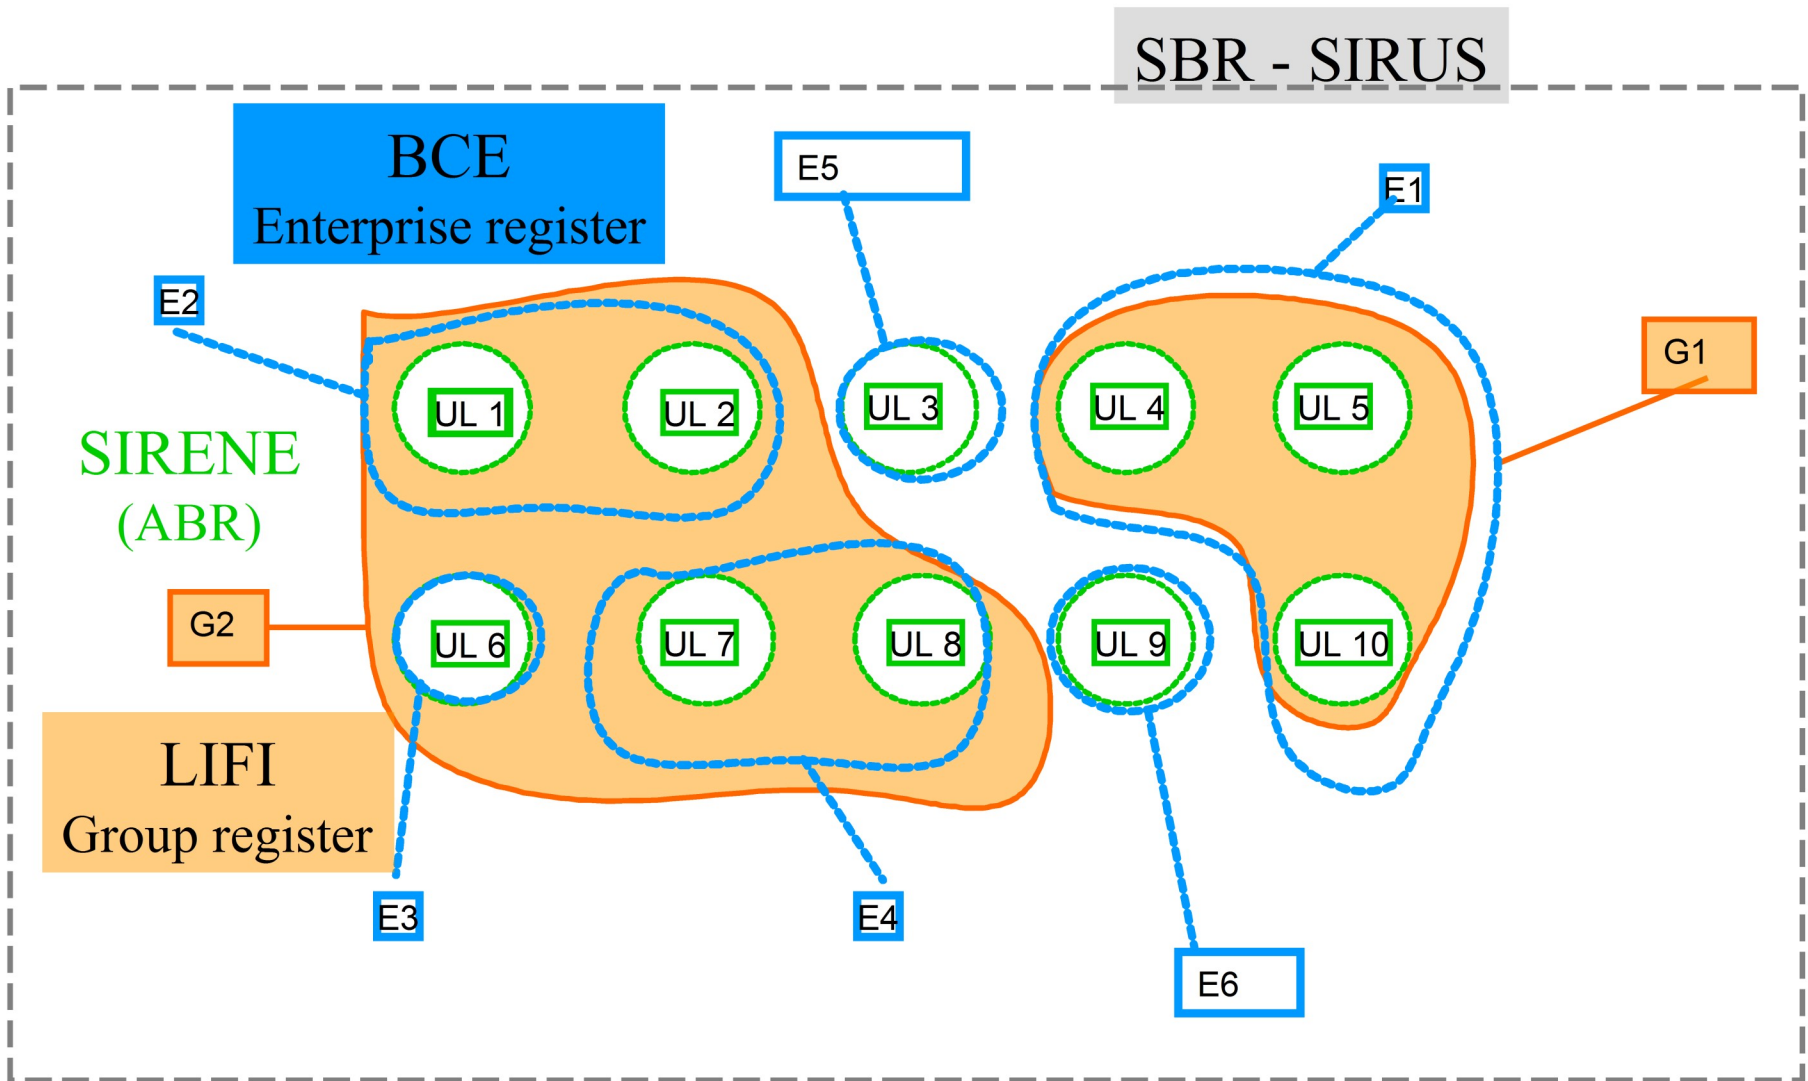 SBR - SIRUS
BCE
Enterprise register
E5
E1
E2
G1
UL 1
UL 2
UL 3
UL 4
UL 5
SIRENE
(ABR)
G2
UL 6
UL 7
UL 8
UL 9
UL 10
LIFI
Group register
E3
E4
E6